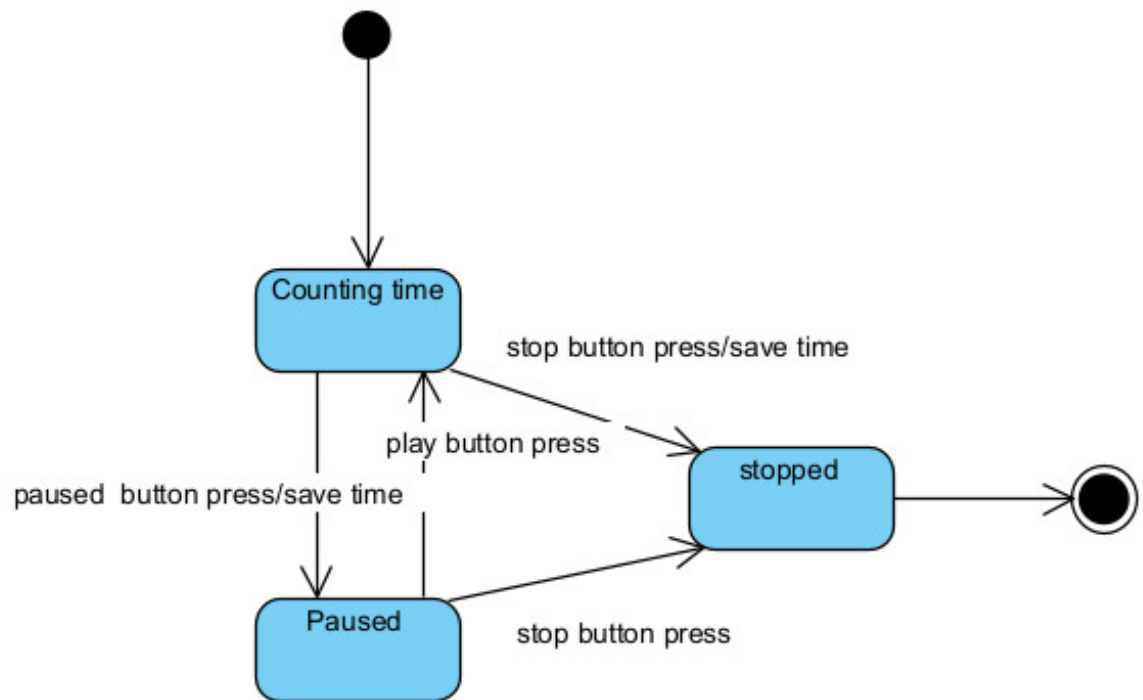 Counting time
stop button press/save time
play button press
stopped
paused  button press/save time
Paused
stop button press